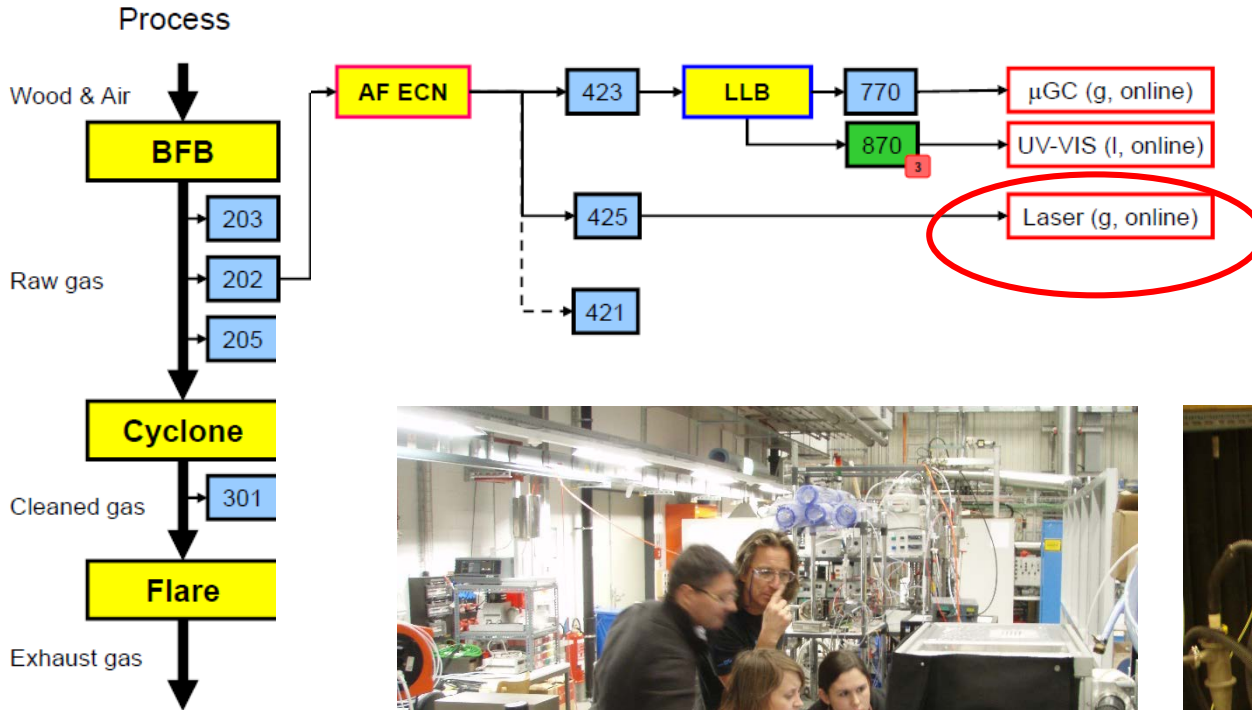 Process
Wood & Air
BFB
203
Raw gas
202
205
Cyclone
Cleaned gas
301
Flare
Exhaust gas
AF ECN
423
LLB
770
µGC (g, online)
870
3
UV-VIS (l, online)
425
Laser (g, online)
421